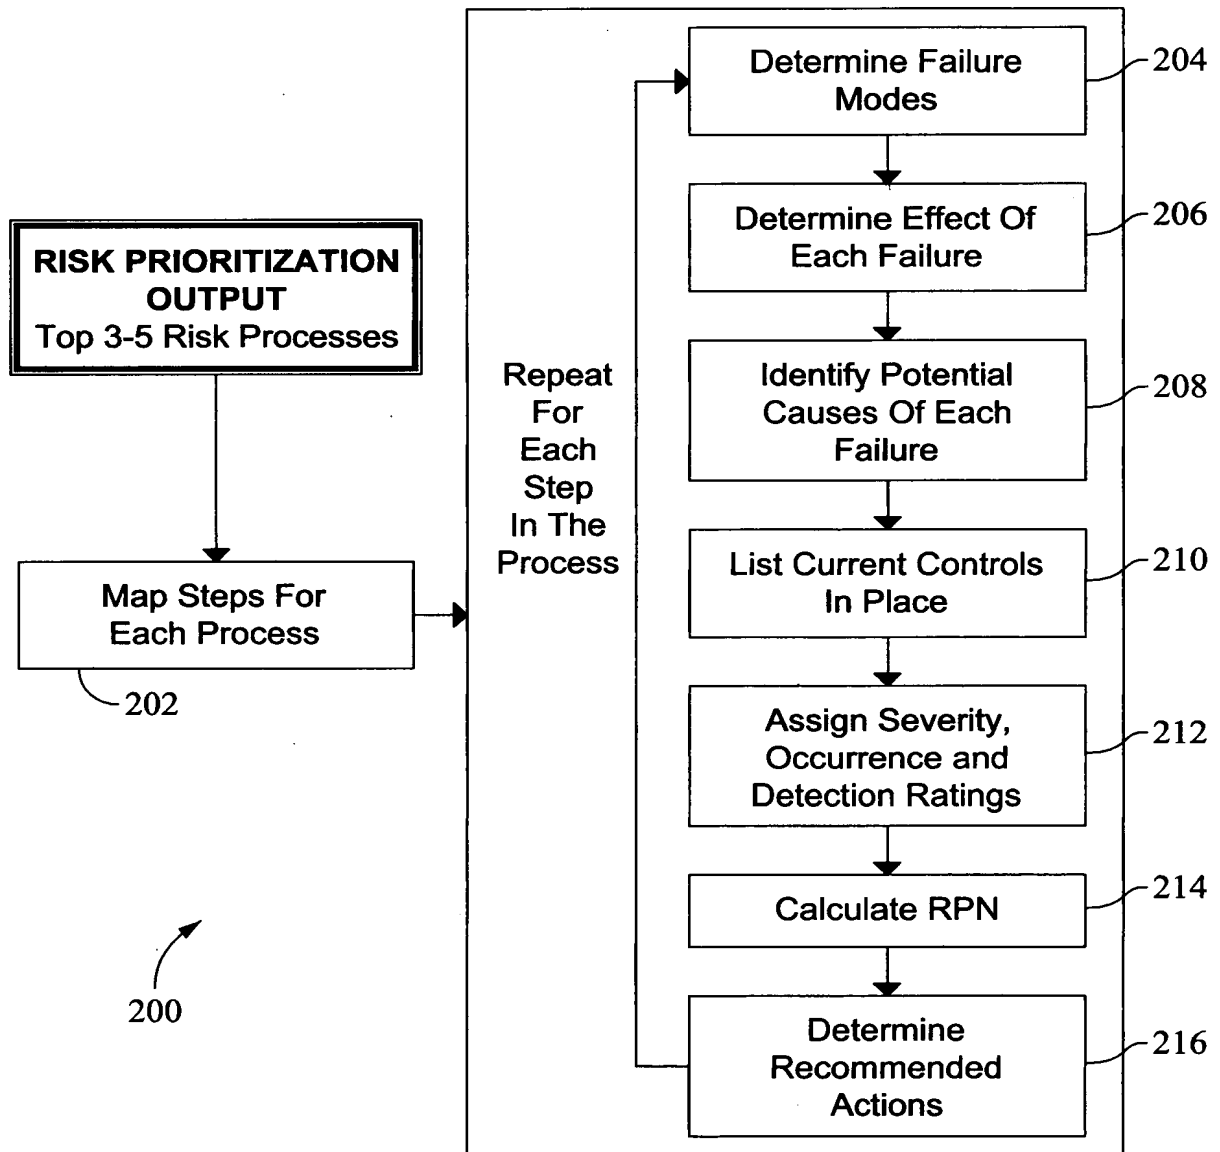 RISK PRIORITIZATION
OUTPUT
Top 3-5 Risk Processes
Map Steps For
Each Process
202
200
Repeat
For
Each
Step
In The
Process
Determine Failure
Modes
204
Determine Effect Of
Each Failure
206
Identify Potential
Causes Of Each
Failure
208
List Current Controls
In Place
210
Assign Severity,
Occurrence and
Detection Ratings
212
Calculate RPN
214
Determine
Recommended
Actions
216